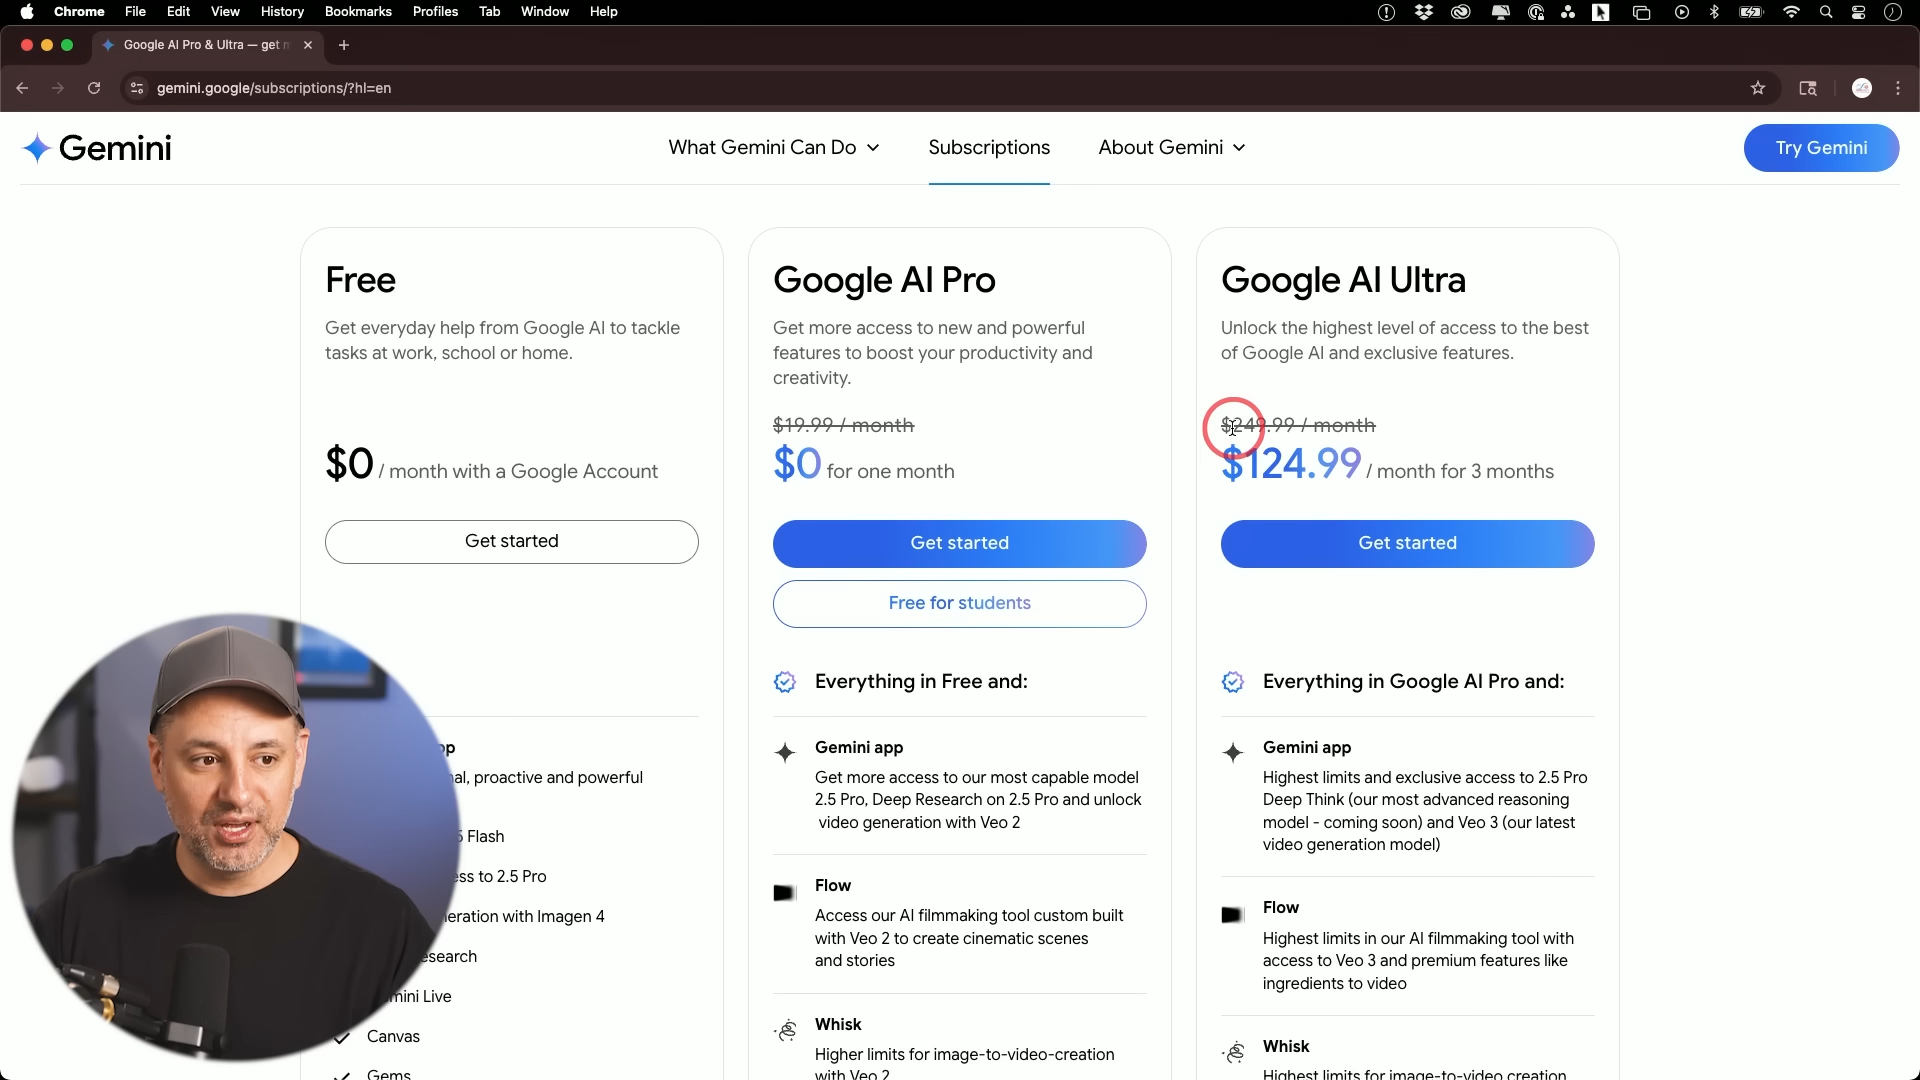 Chrome File Edit View History Bookmarks Profiles Tab Window Help
Google AI Pro & Ultra — get
gemini.google/subscriptions/?hl=en
Gemini
What Gemini Can Do
Subscriptions
About Gemini
Try Gemini
Free
Get everyday help from Google AI to tackle
tasks at work, school or home.
$0 / month with a Google Account
Get started
5 Flash
to 2.5 Pro
with Imagen 4
Live
Canvas
Gems
proactive and powerful
Google AI Pro
Get more access to new and powerful
features to boost your productivity and
creativity.
$19.99 / month
$0 for one month
Get started
Free for students
Everything in Free and:
Gemini app
Get more access to our most capable model
2.5 Pro, Deep Research on 2.5 Pro and unlock
video generation with Veo 2
Flow
Access our AI filmmaking tool custom built
with Veo 2 to create cinematic scenes
and stories
Whisk
Higher limits for image-to-video-creation
with Veo 2
Google AI Ultra
Unlock the highest level of access to the best
of Google AI and exclusive features.
$249.99 / month
$124.99 / month for 3 months
Get started
Everything in Google AI Pro and:
Gemini app
Highest limits and exclusive access to 2.5 Pro
Deep Think (our most advanced reasoning
model - coming soon) and Veo 3 (our latest
video generation model)
Flow
Highest limits in our AI filmmaking tool with
access to Veo 3 and premium features like
ingredients to video
Whisk
Highest limits for image-to-video creation